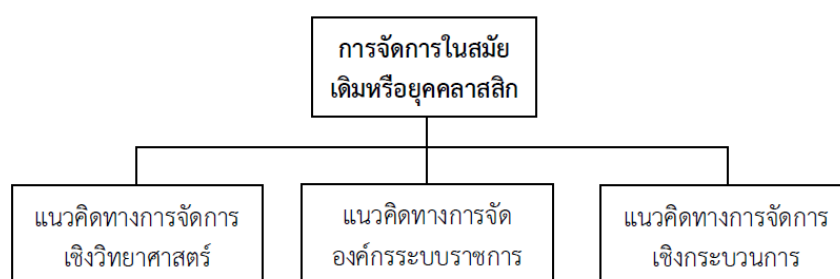 การจัดการในสมัย
เดิมหรือยุคคลาสสิก
แนวคิดทางการจัดการ
เชิงวิทยาศาสตร์
แนวคิดทางการจัด
องค์กรระบบราชการ
แนวคิดทางการจัดการ
เชิงกระบวนการ